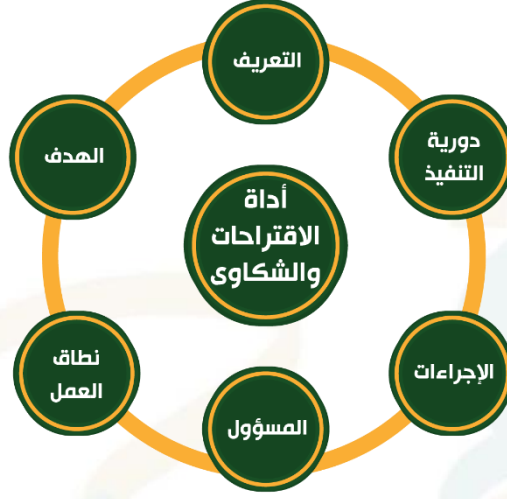 التعريف
دورية
التنفيذ
الهدف
أداة
الاقتراحات
والشكاوى
الإجراءات
نطاق
العمل
المسؤول